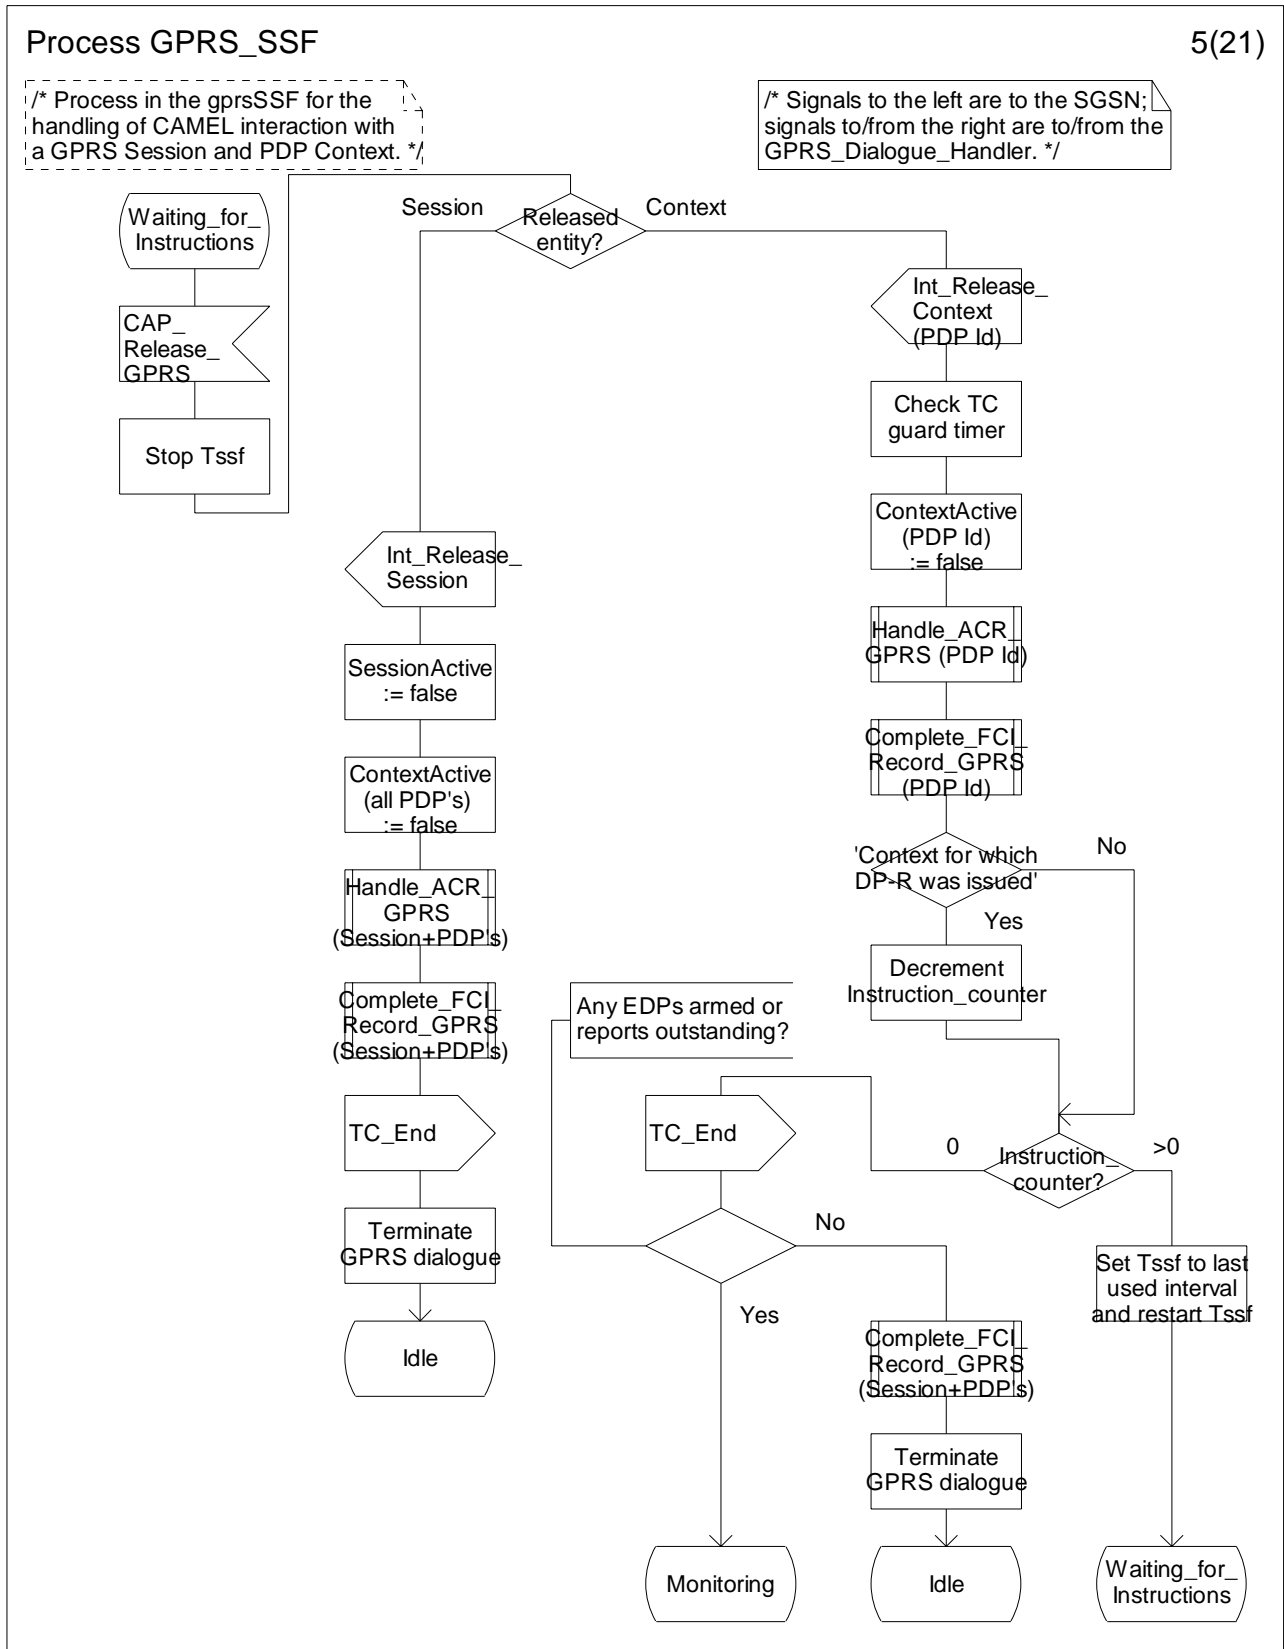 Process GPRS_SSF
5(21)
/* Process in the gprsSSF for the
handling of CAMEL interaction with
a GPRS Session and PDP Context. */
/* Signals to the left are to the SGSN;
signals to/from the right are to/from the
GPRS_Dialogue_Handler. */
Waiting_for_
Instructions
CAP_
Release_
GPRS
Stop Tssf
Session
Released
entity?
Context
Int_Release_
Session
SessionActive
:= false
ContextActive
(all PDP's)
:= false
Handle_ACR_
GPRS
(Session+PDP's)
Complete_FCI_
Record_GPRS
(Session+PDP's)
TC_End
Terminate
GPRS dialogue
Idle
Int_Release_
Context
(PDP Id)
Check TC
guard timer
ContextActive
(PDP Id)
:= false
Handle_ACR_
GPRS (PDP Id)
Complete_FCI_
Record_GPRS
(PDP Id)
'Context for which
DP-R was issued'
No
Yes
Decrement
Instruction_counter
Any EDPs armed or
reports outstanding?
TC_End
0
Instruction_
counter?
>0
No
Yes
Set Tssf to last
used interval
and restart Tssf
Complete_FCI_
Record_GPRS
(Session+PDP's)
Terminate
GPRS dialogue
Monitoring
Idle
Waiting_for_
Instructions